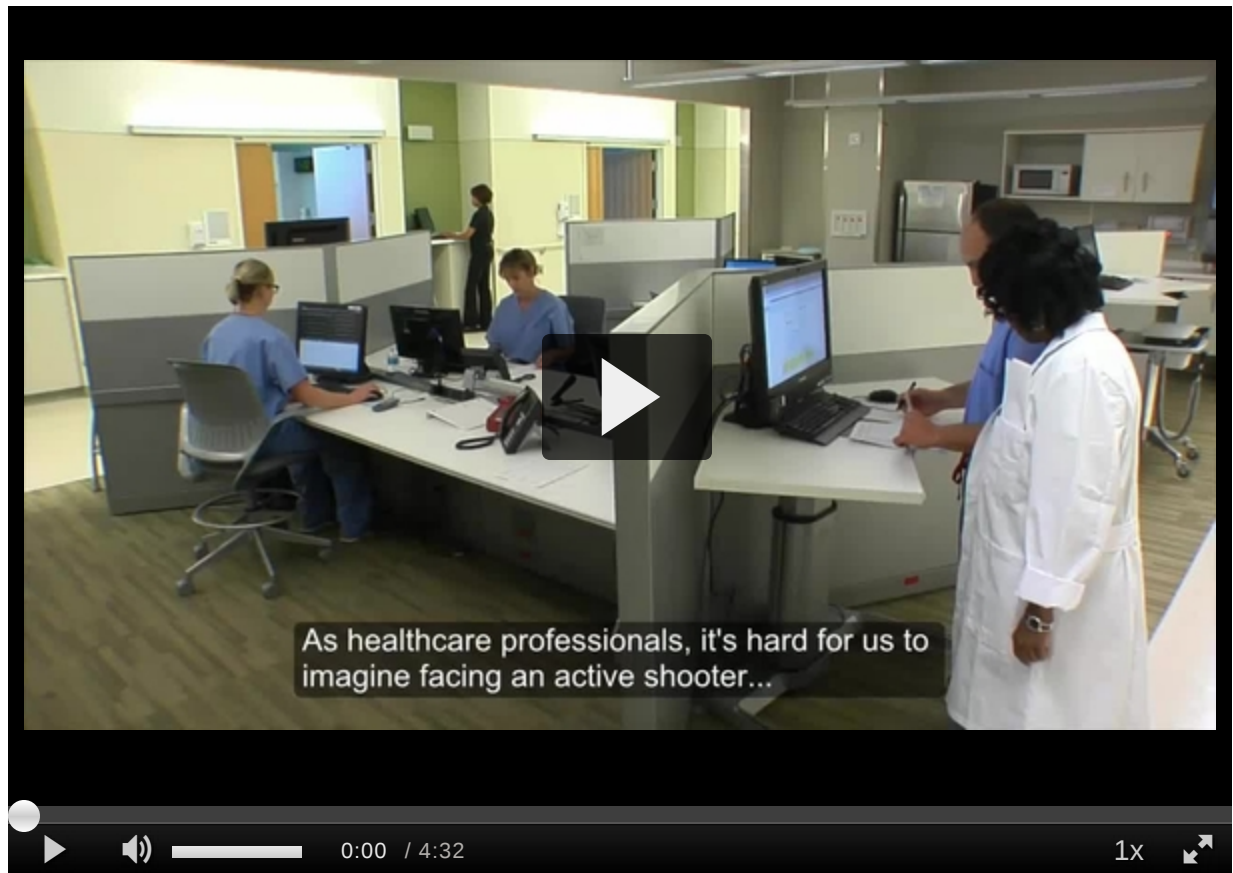 As healthcare professionals, it's hard for us to
imagine facing an active shooter...
0:00 / 4:32
1x